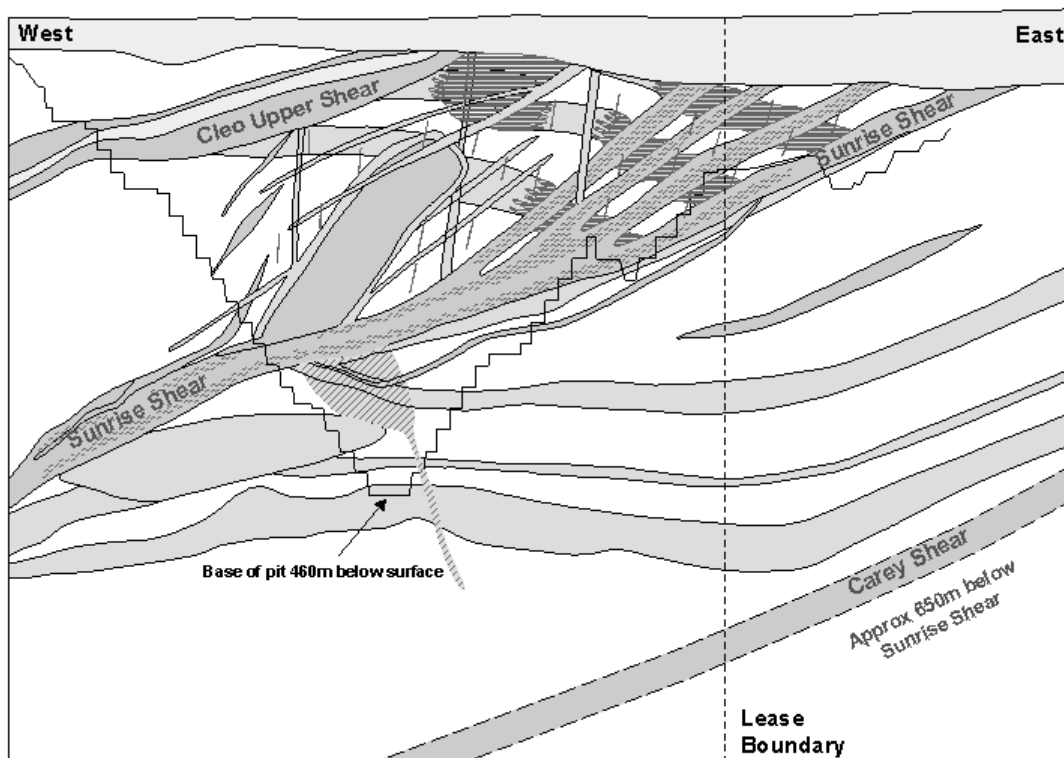 West
East
Cleo Upper Shear
Sunrise Shear
Sunrise Shear
Base of pit 460m below surface
Carey Shear
Approx 650m below
Sunrise Shear
Lease
Boundary